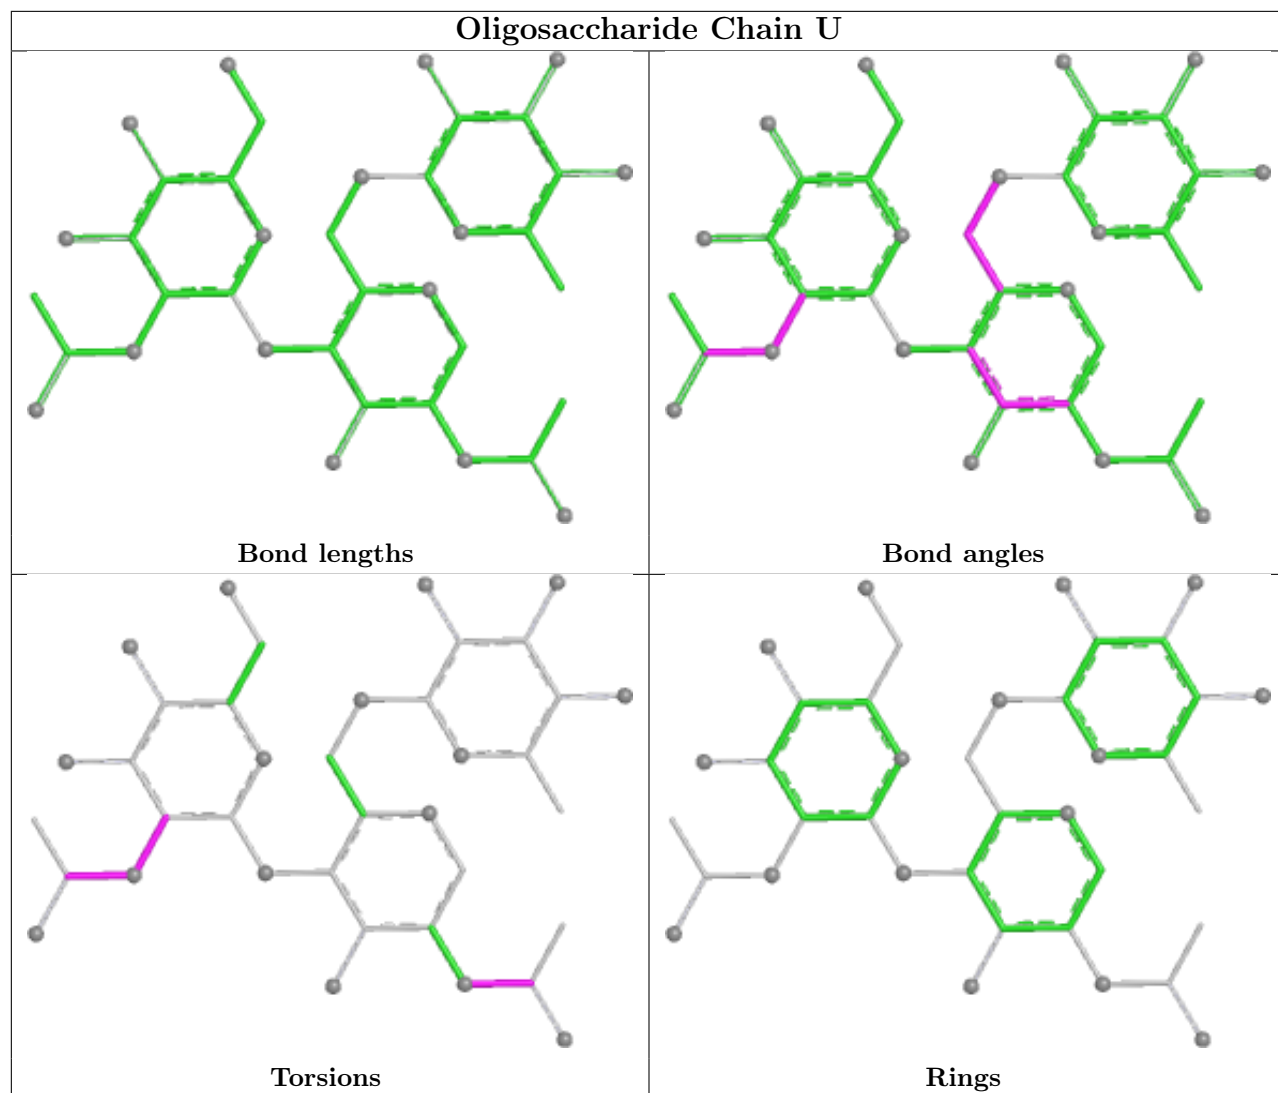 Oligosaccharide Chain U
Bond lengths
Bond angles
Torsions
Rings